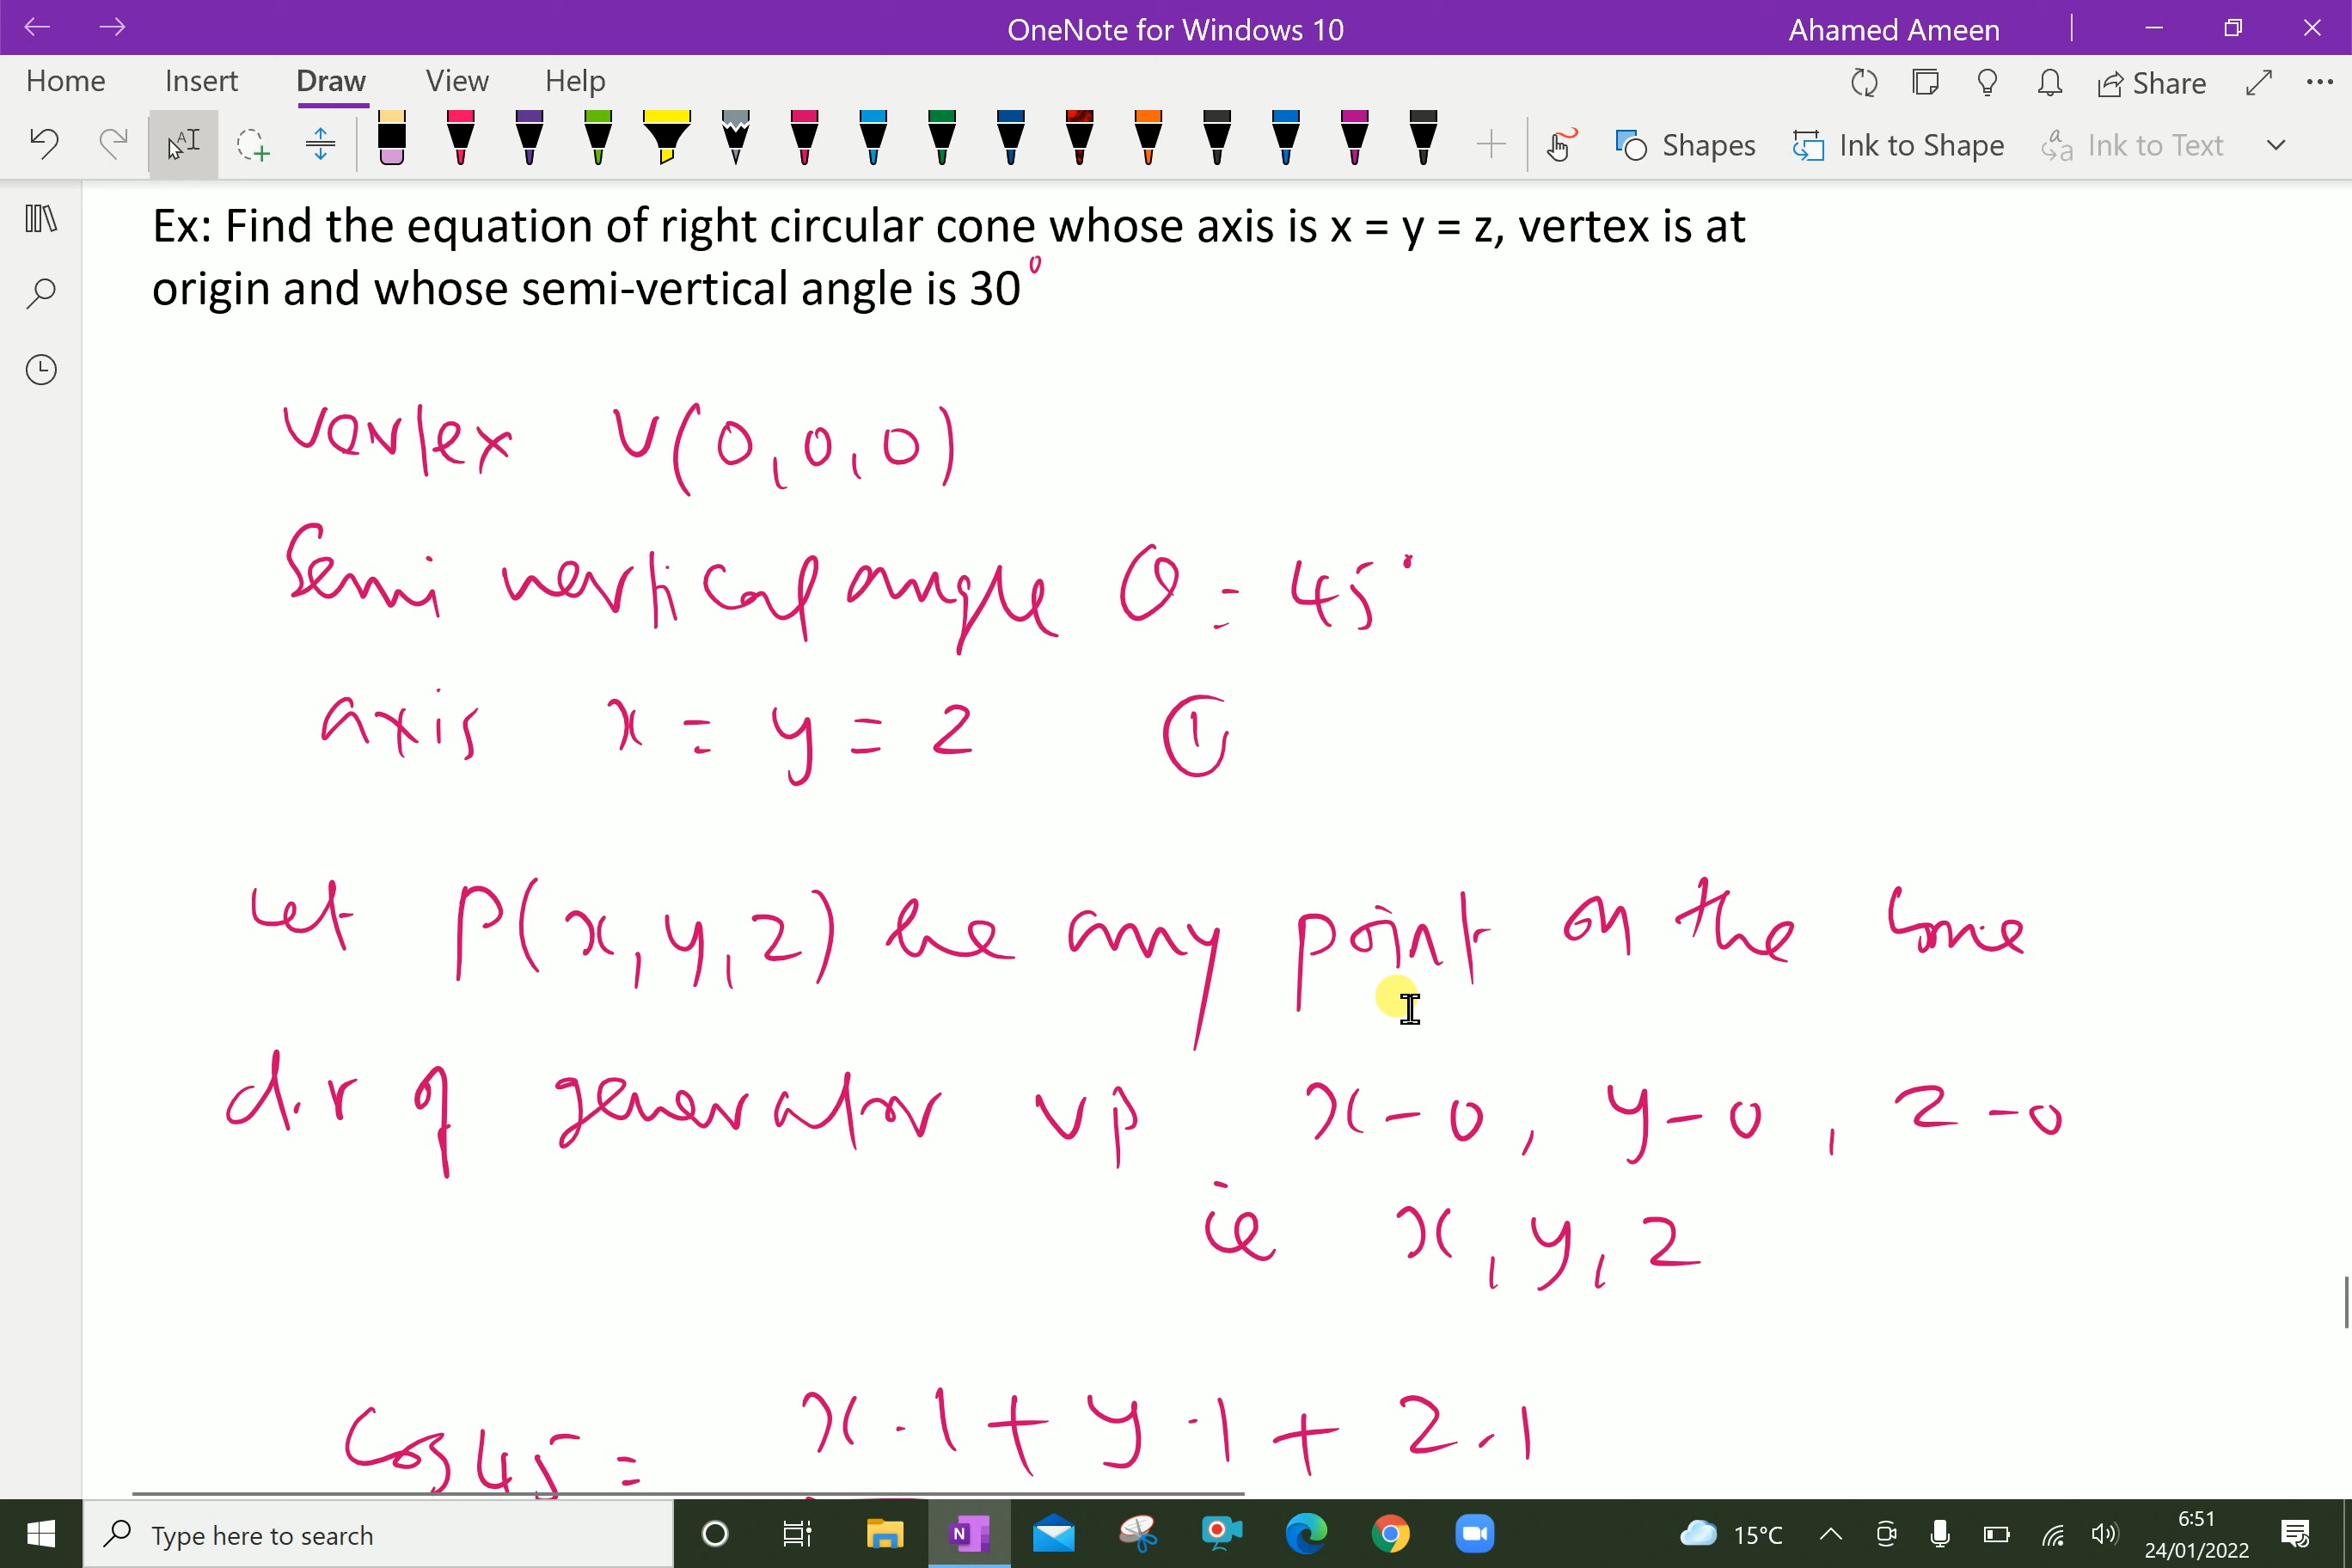 OneNote for Windows 10
Ahamed Ameen
Home Insert Draw View Help
Share
Shapes Ink to Shape Ink to Text
Ex: Find the equation of right circular cone whose axis is x = y = z, vertex is at
origin and whose semi-vertical angle is 30°
vertex V(0,0,0)
Semi vertical angle θ = 45°
axis x = y = z ①
let P(x,y,z) be any point on the cone
d.r of generator VP x-0, y-0, z-0
ie x, y, z
Cos 45 = x.1 + y.1 + z.1
Type here to search
15°C
6:51
24/01/2022